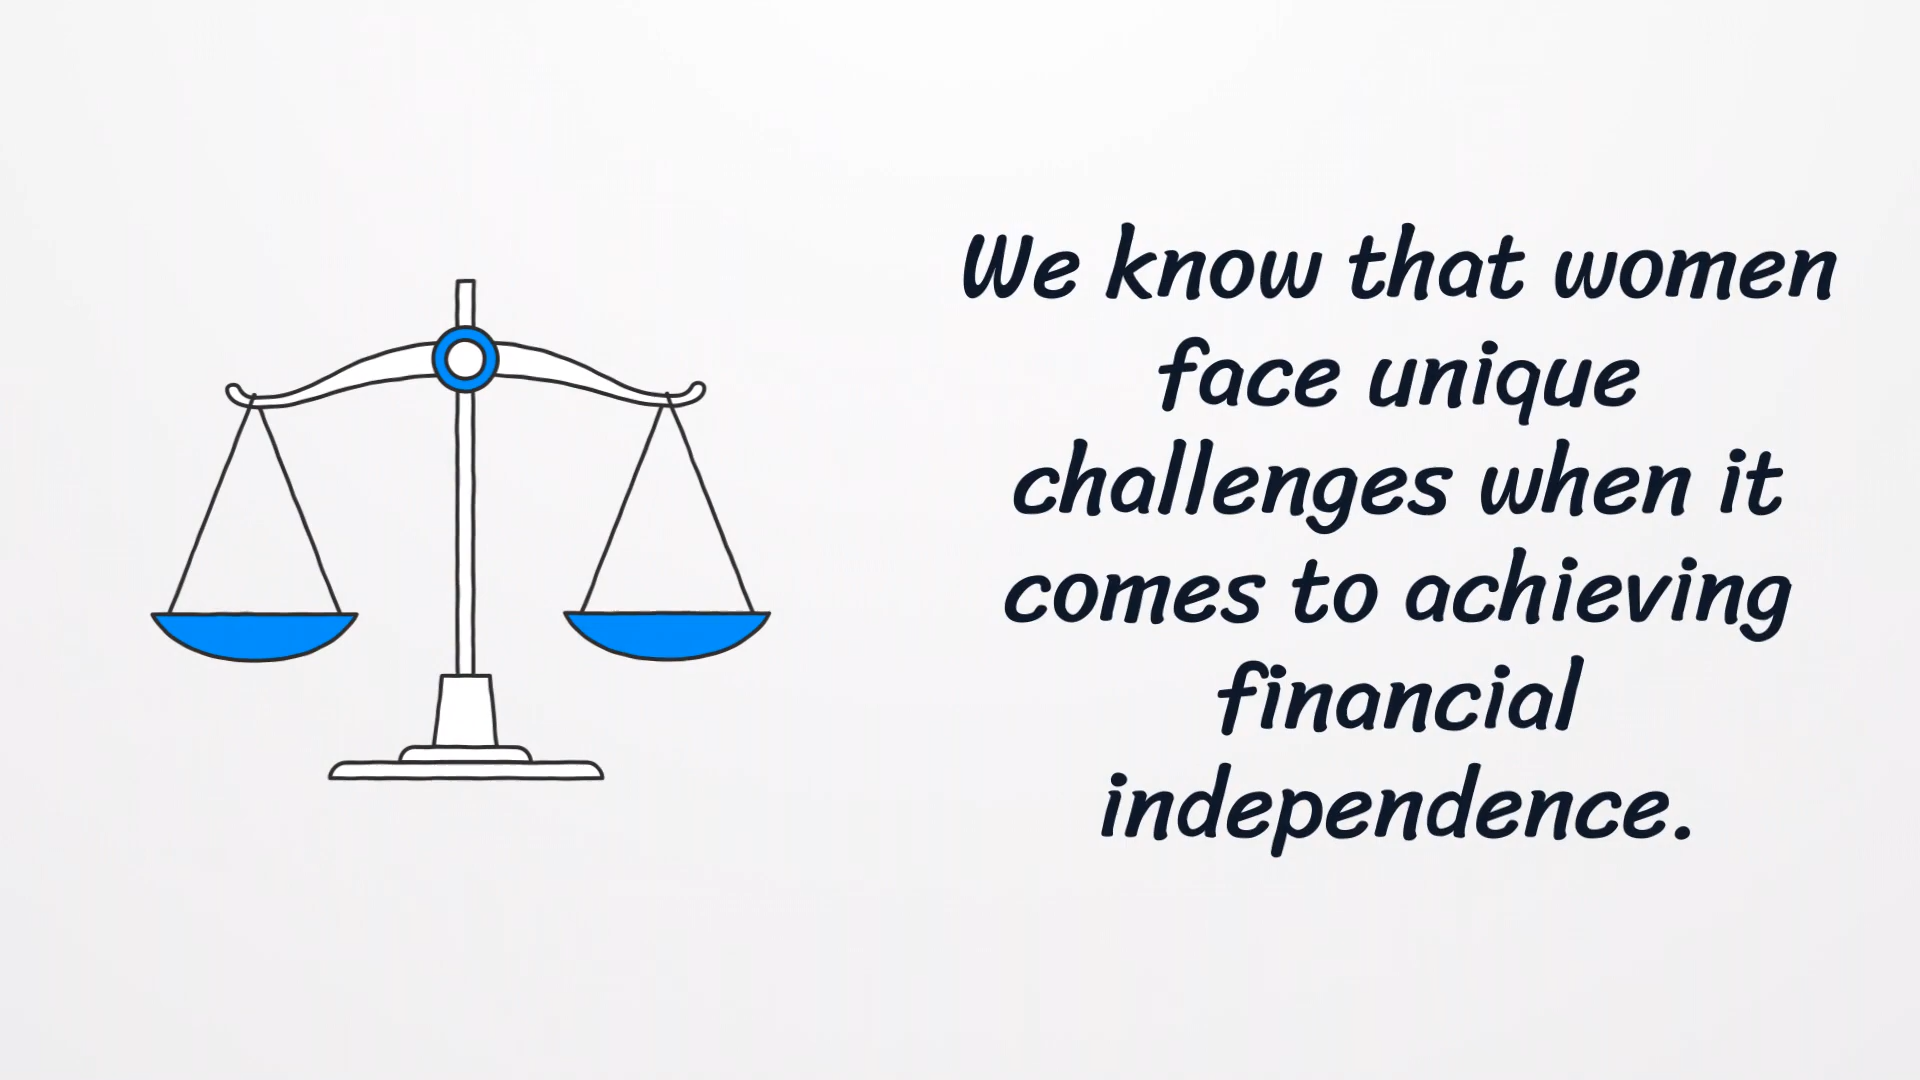 We know that women
face unique
challenges when it
comes to achieving
financial
independence.